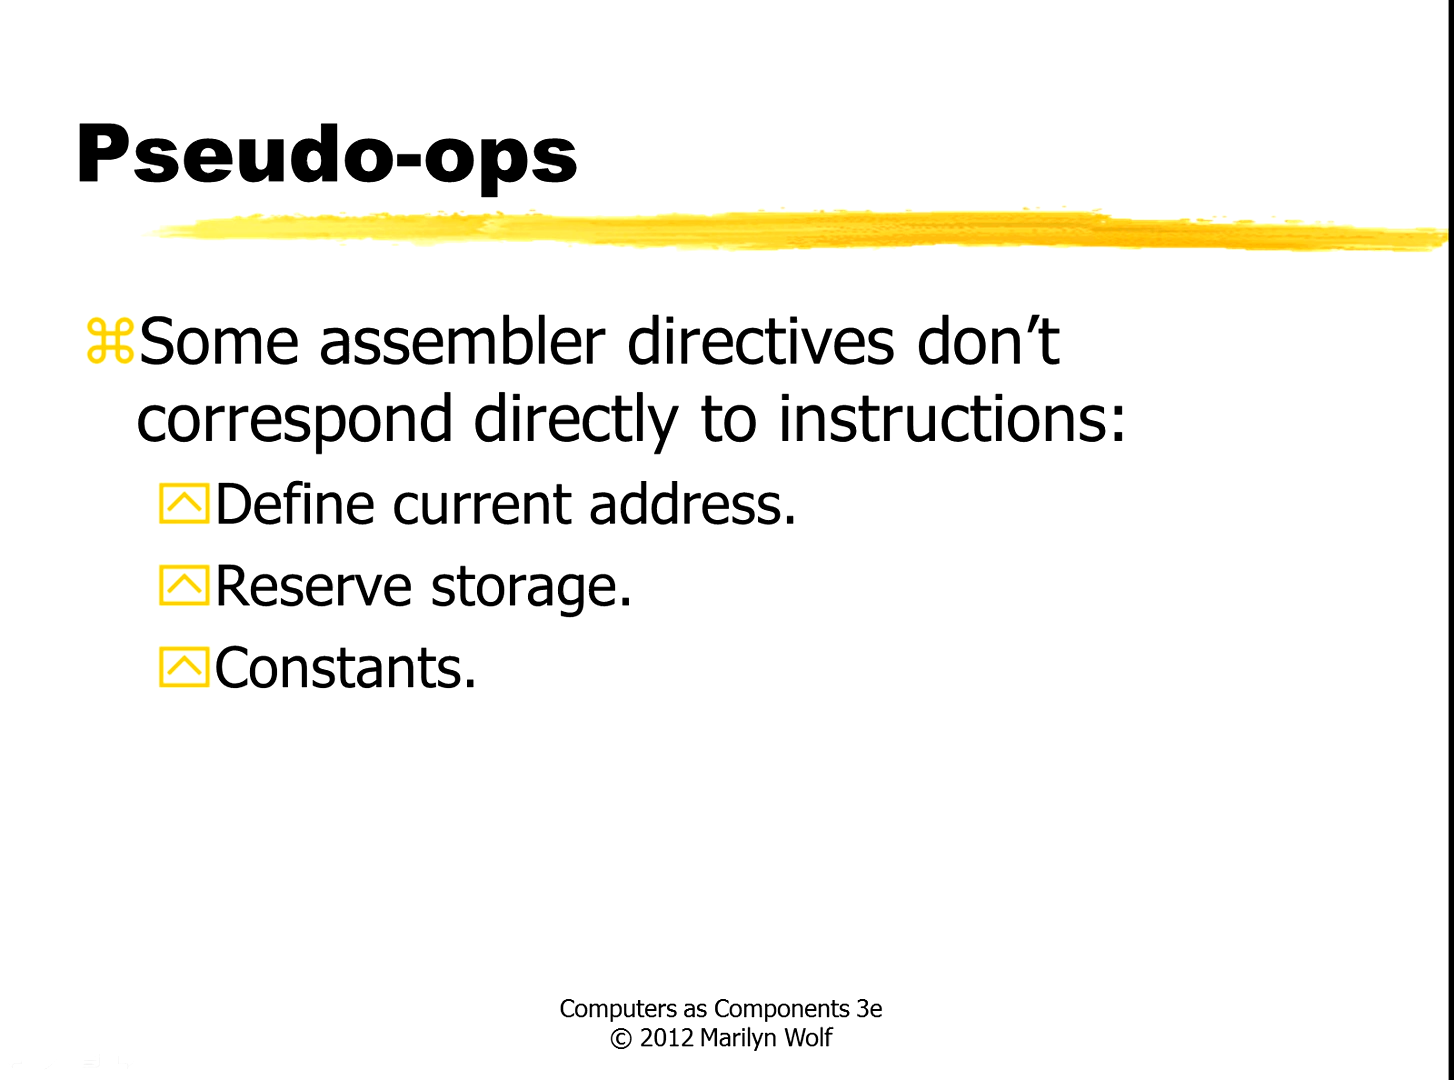 Pseudo-ops
Some assembler directives don’t
correspond directly to instructions:
Define current address.
Reserve storage.
Constants.
Computers as Components 3e
© 2012 Marilyn Wolf